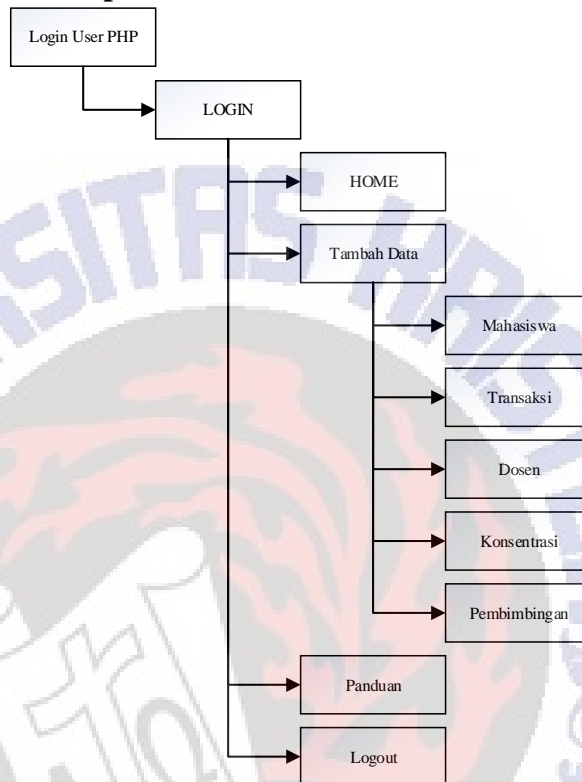 Login User PHP
LOGIN
HOME
Tambah Data
Mahasiswa
Transaksi
Dosen
Konsentrasi
Pembimbingan
Panduan
Logout